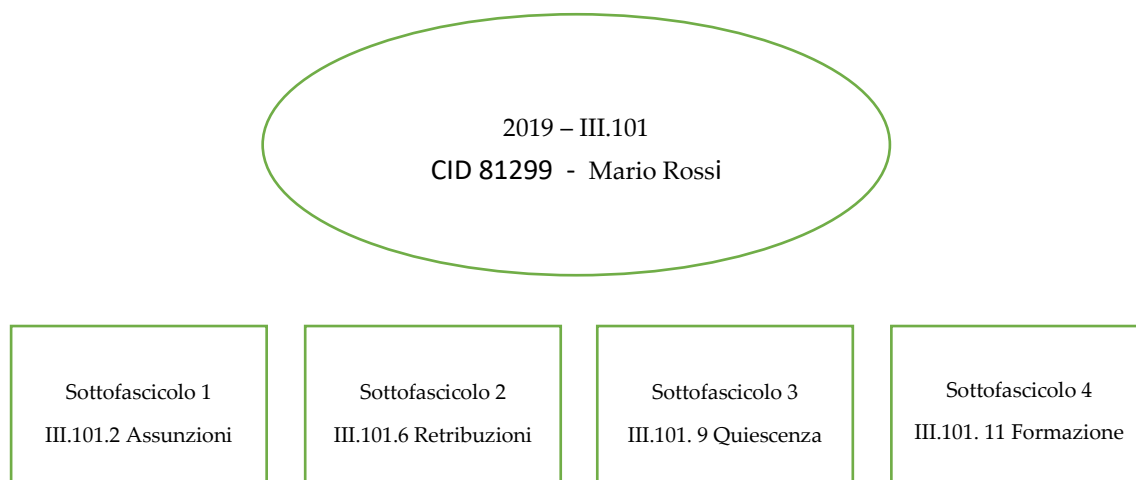 2019 – III.101
CID 81299 - Mario Rossi
Sottofascicolo 1
III.101.2 Assunzioni
Sottofascicolo 2
III.101.6 Retribuzioni
Sottofascicolo 3
III.101. 9 Quiescenza
Sottofascicolo 4
III.101. 11 Formazione